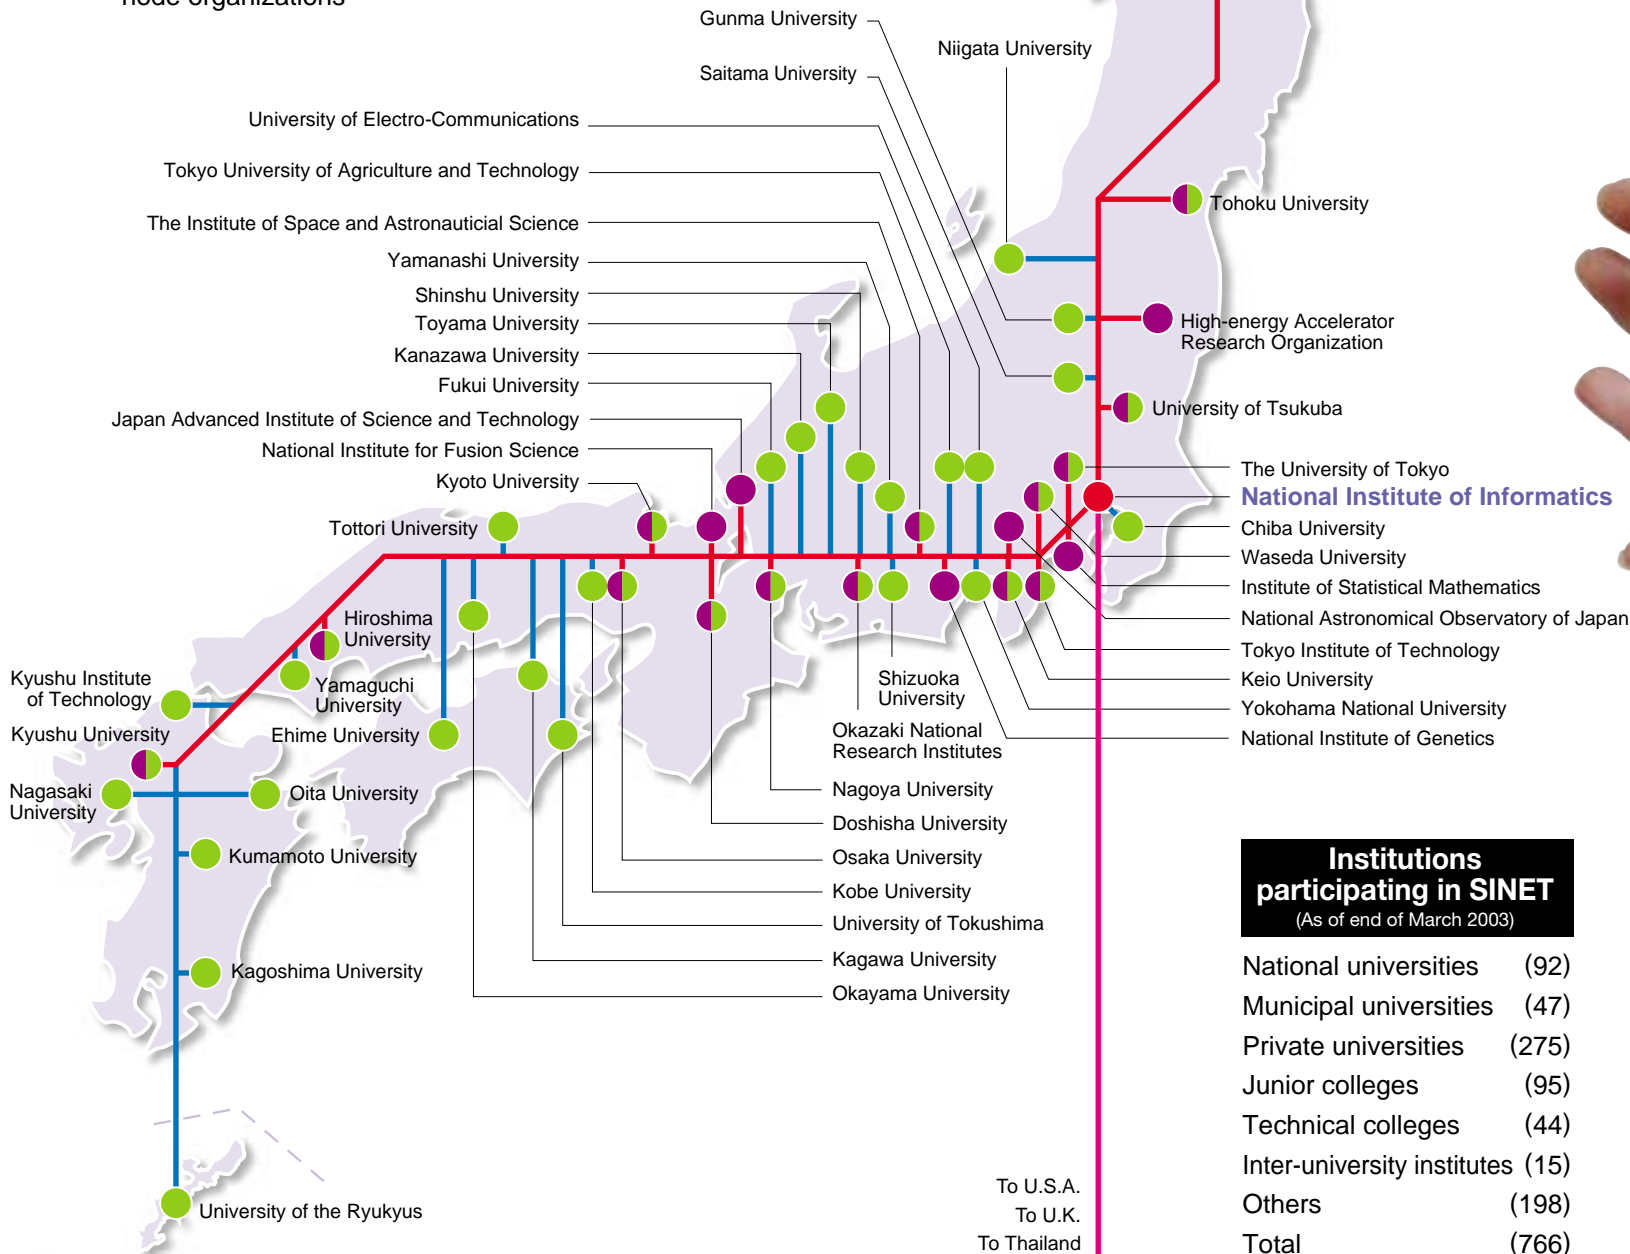 node organizations
Gunma University
Niigata University
Saitama University
University of Electro-Communications
Tokyo University of Agriculture and Technology
The Institute of Space and Astronauticial Science
Tohoku University
Yamanashi University
Shinshu University
Toyama University
High-energy Accelerator
Research Organization
Kanazawa University
Fukui University
University of Tsukuba
Japan Advanced Institute of Science and Technology
National Institute for Fusion Science
Kyoto University
Tottori University
The University of Tokyo
National Institute of Informatics
Chiba University
Waseda University
Institute of Statistical Mathematics
National Astronomical Observatory of Japan
Tokyo Institute of Technology
Keio University
Yokohama National University
National Institute of Genetics
Hiroshima
University
Yamaguchi
University
Kyushu Institute
of Technology
Kyushu University
Ehime University
Shizuoka
University
Okazaki National
Research Institutes
Nagasaki
University
Oita University
Nagoya University
Doshisha University
Kumamoto University
Osaka University
Kobe University
University of Tokushima
Kagawa University
Kagoshima University
Okayama University
University of the Ryukyus
To U.S.A.
To U.K.
To Thailand
Institutions
participating in SINET
(As of end of March 2003)
National universities (92)
Municipal universities (47)
Private universities (275)
Junior colleges (95)
Technical colleges (44)
Inter-university institutes (15)
Others (198)
Total (766)